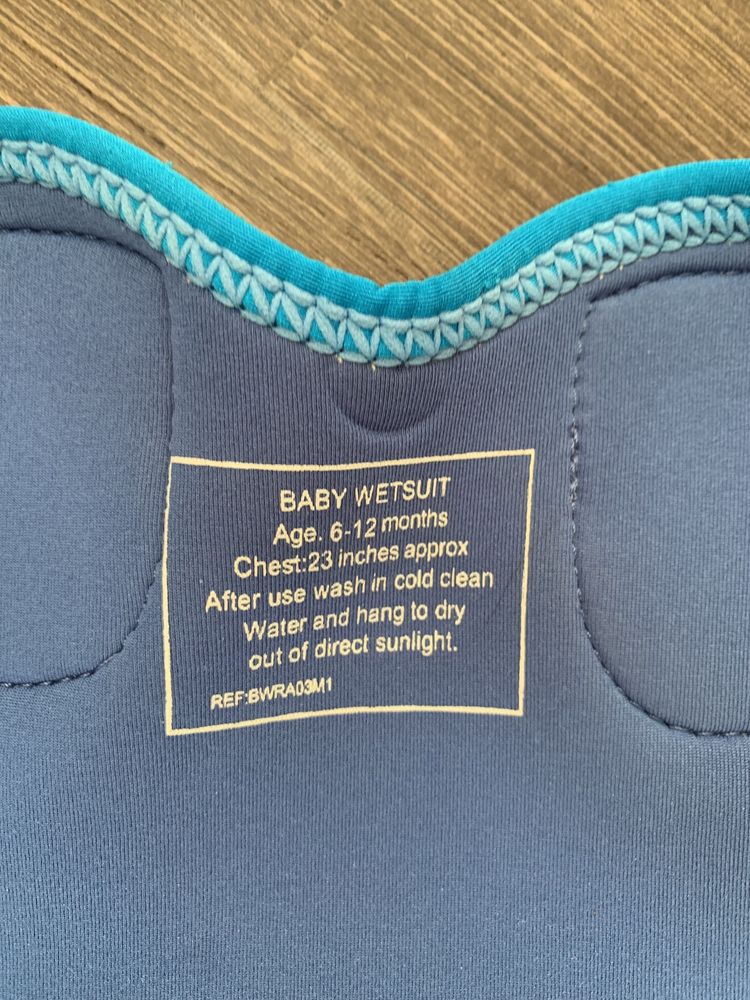 BABY WETSUIT
Age. 6-12 months
Chest:23 inches approx
After use wash in cold clean
Water and hang to dry
out of direct sunlight.
REF:BWRA03M1